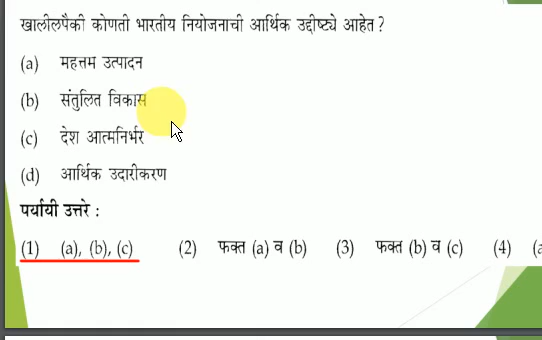 खालीलपैकी कोणती भारतीय नियोजनाची आर्थिक उद्दीष्ट्ये आहेत ?
(a) महत्तम उत्पादन
(b) संतुलित विकास
(c) देश आत्मनिर्भर
(d) आर्थिक उदारीकरण
पर्यायी उत्तरे :
(1) (a), (b), (c) (2) फक्त (a) व (b) (3) फक्त (b) व (c) (4)